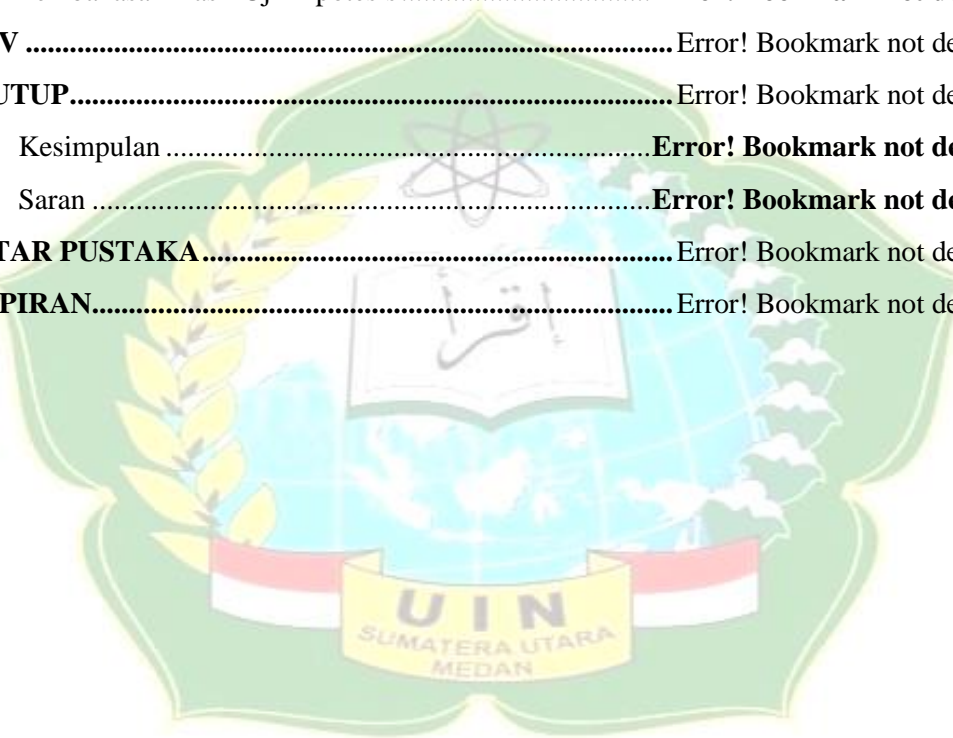 V ........................................................................................ Error! Bookmark not de
UTUP.................................................................................. Error! Bookmark not de
Kesimpulan .................................................................. Error! Bookmark not de
Saran ............................................................................ Error! Bookmark not de
TAR PUSTAKA................................................................ Error! Bookmark not de
PIRAN............................................................................... Error! Bookmark not de
إقرأ
UIN
SUMATERA UTARA
MEDAN